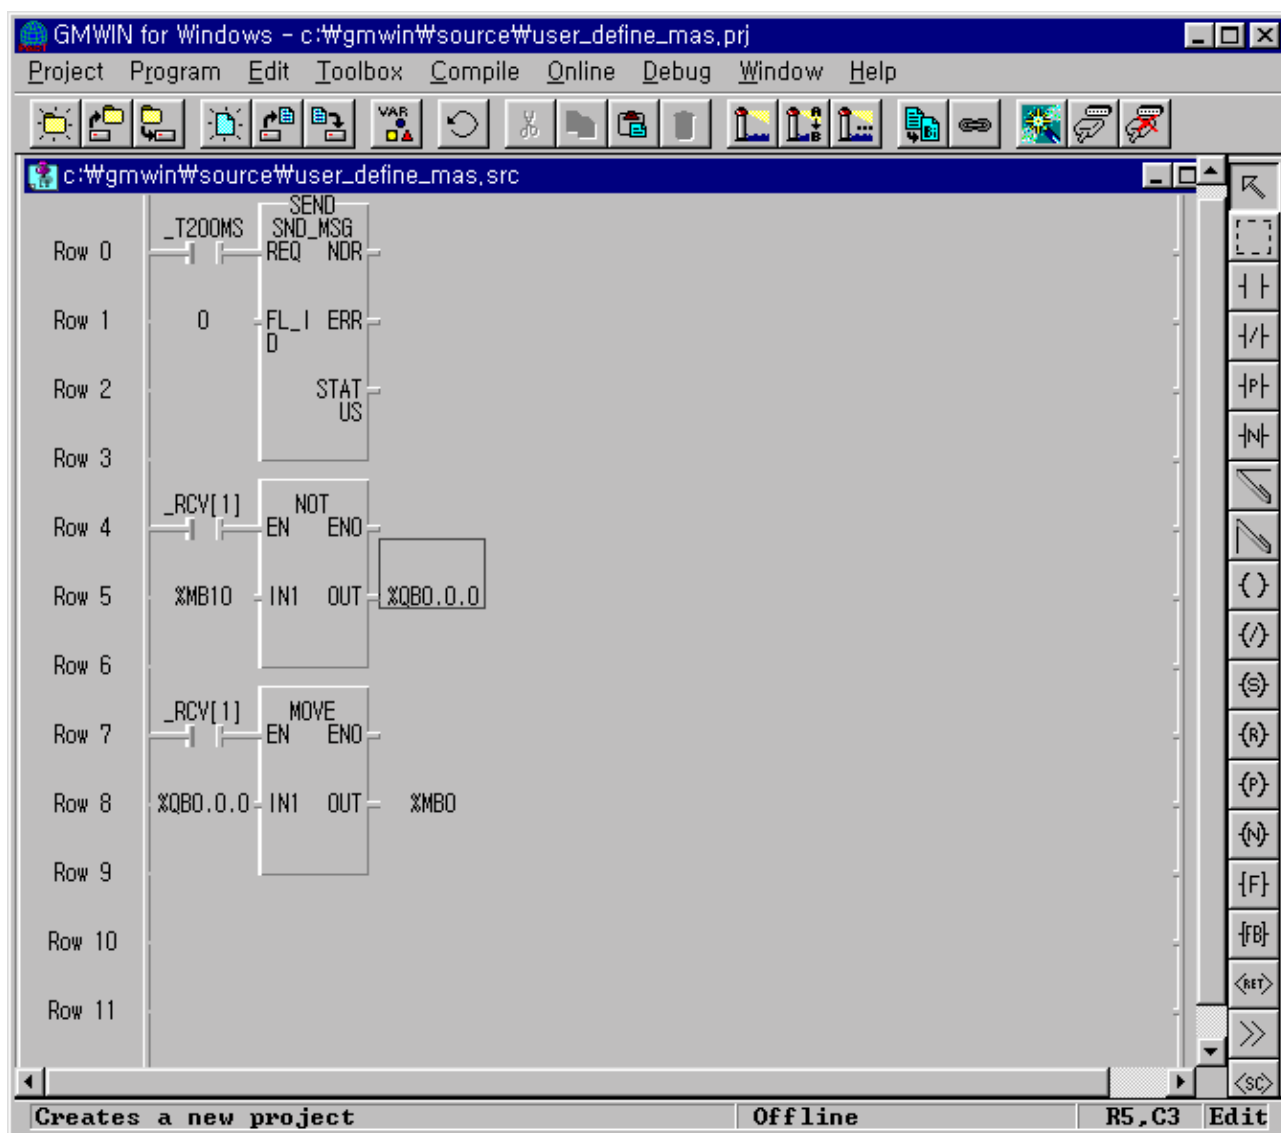 GMWIN for Windows - c:₩gmwin₩source₩user_define_mas,prj
Project Program Edit Toolbox Compile Online Debug Window Help
VAR
A
B
c:₩gmwin₩source₩user_define_mas,src
SEND
_T200MS SND_MSG
Row 0 REQ NDR
Row 1 0 FL_I ERR
D
Row 2 STAT
US
Row 3
_RCV[1] NOT
Row 4 EN ENO
Row 5 %MB10 IN1 OUT %QB0.0.0
Row 6
_RCV[1] MOVE
Row 7 EN ENO
Row 8 %QB0.0.0 IN1 OUT %MB0
Row 9
Row 10
Row 11
P
N
(/)
(S)
(R)
(P)
(N)
{F}
{FB}
<RET>
>>
<SC>
Creates a new project Offline R5,C3 Edit